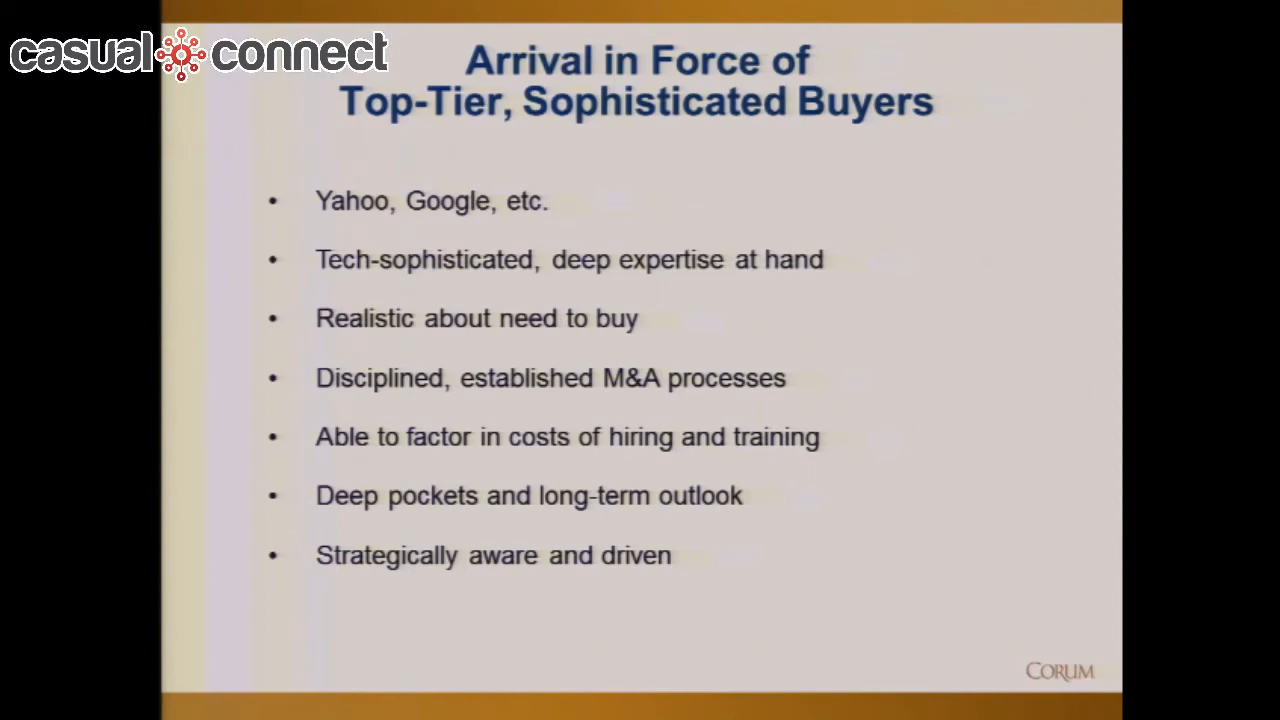 casual connect
Arrival in Force of
Top-Tier, Sophisticated Buyers
• Yahoo, Google, etc.
• Tech-sophisticated, deep expertise at hand
• Realistic about need to buy
• Disciplined, established M&A processes
• Able to factor in costs of hiring and training
• Deep pockets and long-term outlook
• Strategically aware and driven
CORUM